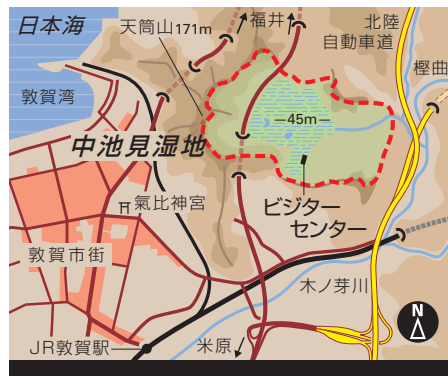 日本海
天筒山171m
福井
北陸
自動車道
樫曲
敦賀湾
45m
中池見湿地
氣比神宮
ビジター
センター
敦賀市街
木ノ芽川
N
JR敦賀駅
米原